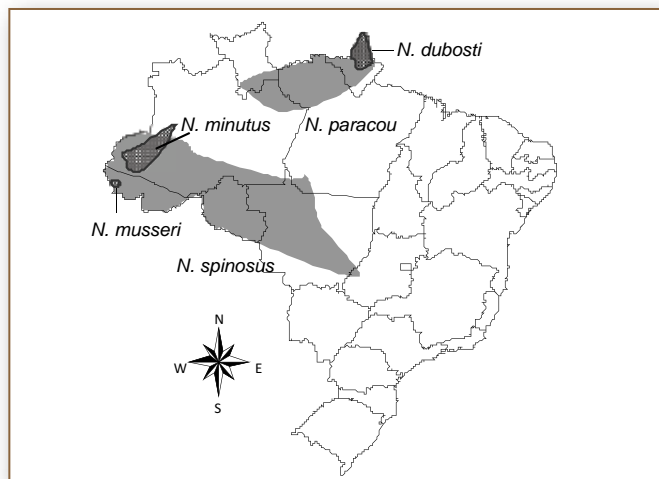 N. dubosti
N. minutus
N. paracou
N. musseri
N. spinosus
N
W E
S